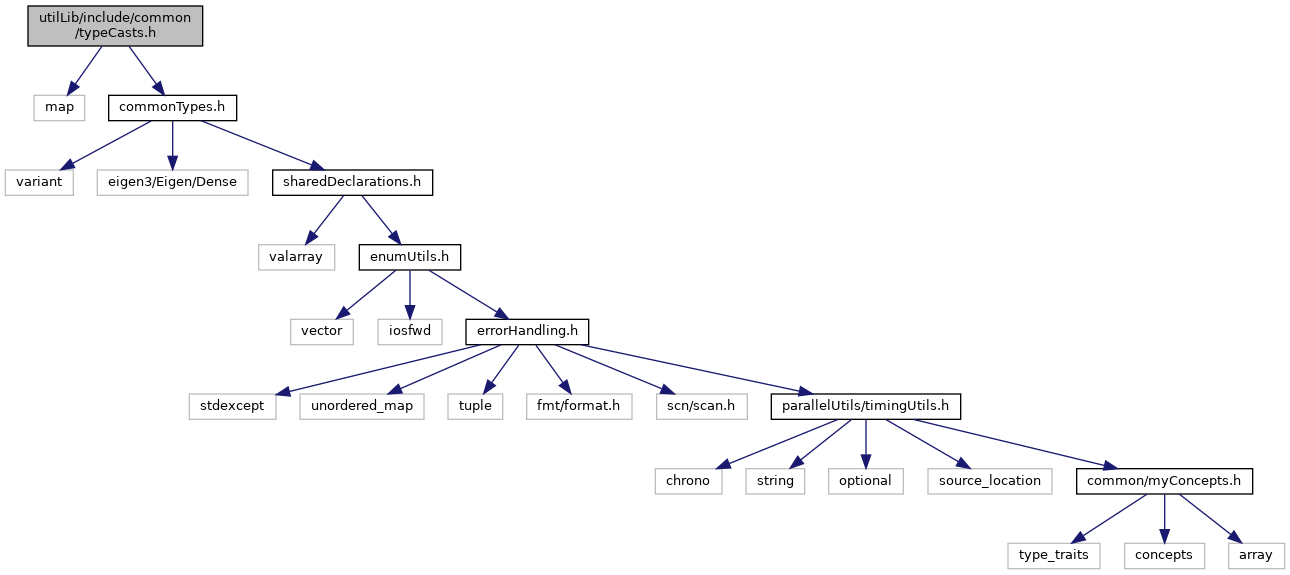 utilLib/include/common
/typeCasts.h
map
commonTypes.h
variant
eigen3/Eigen/Dense
sharedDeclarations.h
valarray
enumUtils.h
vector
iosfwd
errorHandling.h
stdexcept
unordered_map
tuple
fmt/format.h
scn/scan.h
parallelUtils/timingUtils.h
chrono
string
optional
source_location
common/myConcepts.h
type_traits
concepts
array